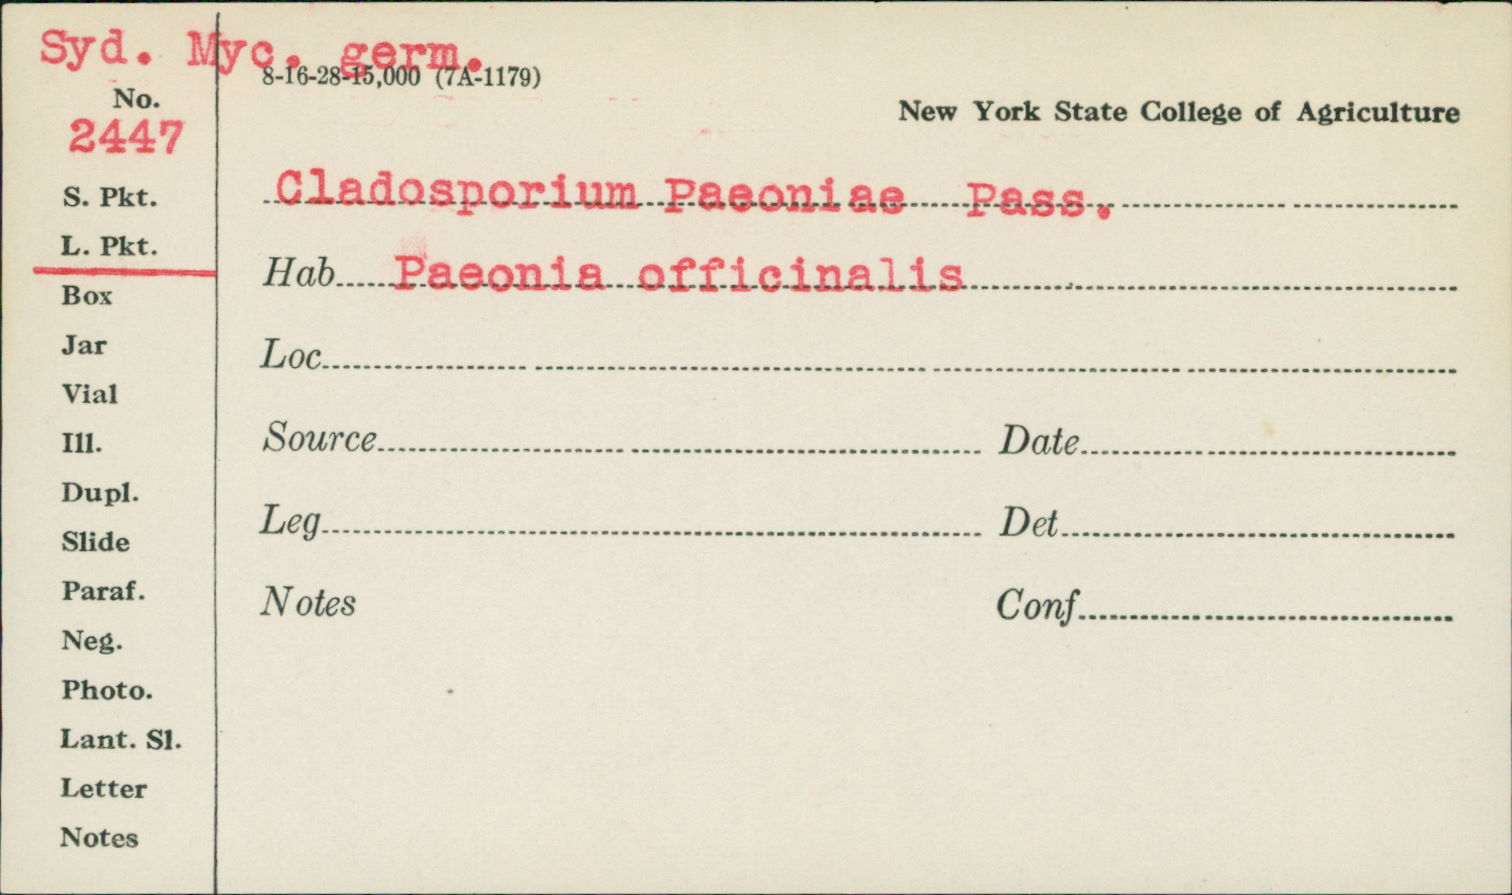 Syd. Myc. germ.
8-16-28-15,000 (7A-1179)
No.
2447
New York State College of Agriculture
S. Pkt.
Cladosporium Paeoniae Pass.
L. Pkt.
Hab Paeonia officinalis
Box
Jar
Loc
Vial
Ill.
Source Date
Dupl.
Slide
Leg Det
Paraf.
Notes Conf
Neg.
Photo.
Lant. Sl.
Letter
Notes